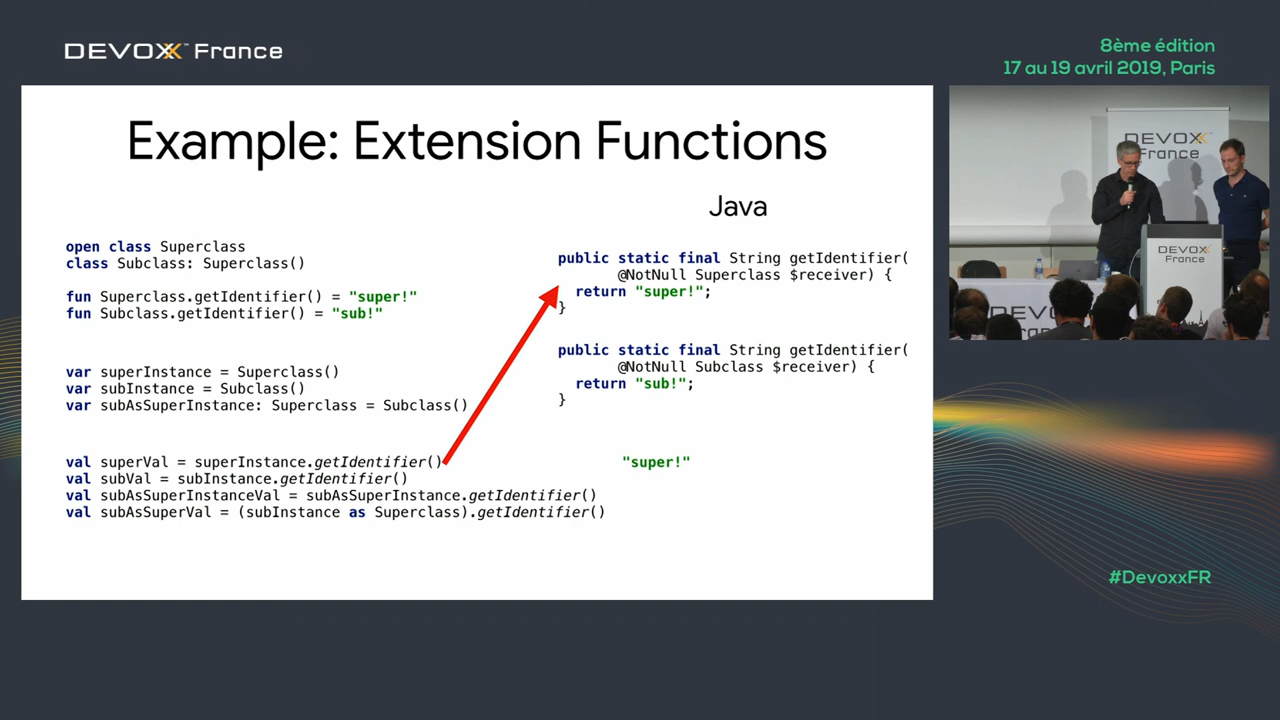 DEVOXX™ France
8ème édition
17 au 19 avril 2019, Paris
Example: Extension Functions
Java
open class Superclass
class Subclass: Superclass()
fun Superclass.getIdentifier() = "super!"
fun Subclass.getIdentifier() = "sub!"
var superInstance = Superclass()
var subInstance = Subclass()
var subAsSuperInstance: Superclass = Subclass()
val superVal = superInstance.getIdentifier()
val subVal = subInstance.getIdentifier()
val subAsSuperInstanceVal = subAsSuperInstance.getIdentifier()
val subAsSuperVal = (subInstance as Superclass).getIdentifier()
public static final String getIdentifier(
@NotNull Superclass $receiver) {
return "super!";
}
public static final String getIdentifier(
@NotNull Subclass $receiver) {
return "sub!";
}
"super!"
DEVOXX
France
DEVOXX
France
DEVOXX
France
#DevoxxFR